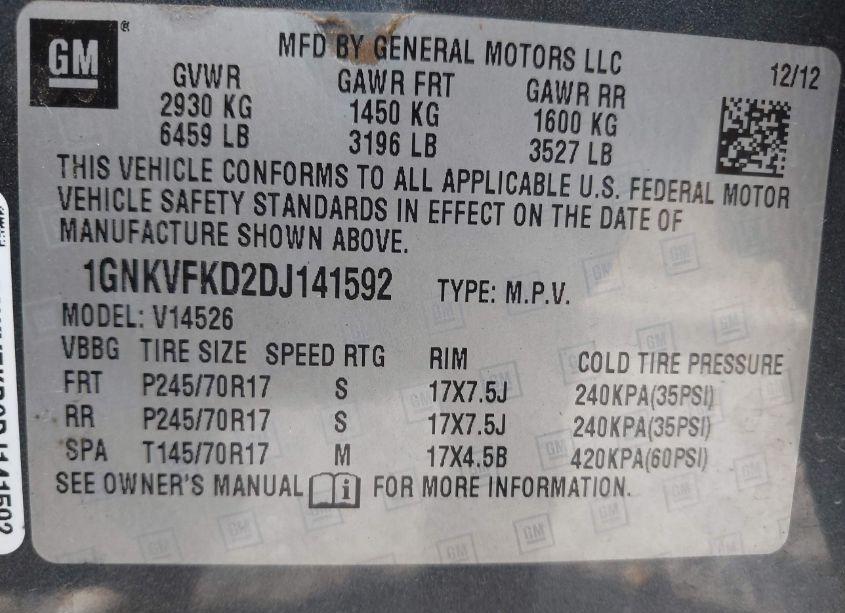 GM®
MFD BY GENERAL MOTORS LLC
12/12
GVWR GAWR FRT GAWR RR
2930 KG 1450 KG 1600 KG
6459 LB 3196 LB 3527 LB
THIS VEHICLE CONFORMS TO ALL APPLICABLE U.S. FEDERAL MOTOR
VEHICLE SAFETY STANDARDS IN EFFECT ON THE DATE OF
MANUFACTURE SHOWN ABOVE.
1GNKVFKD2DJ141592 TYPE: M.P.V.
MODEL: V14526
VBBG TIRE SIZE SPEED RTG RIM COLD TIRE PRESSURE
FRT P245/70R17 S 17X7.5J 240KPA(35PSI)
RR P245/70R17 S 17X7.5J 240KPA(35PSI)
SPA T145/70R17 M 17X4.5B 420KPA(60PSI)
SEE OWNER'S MANUAL i FOR MORE INFORMATION.